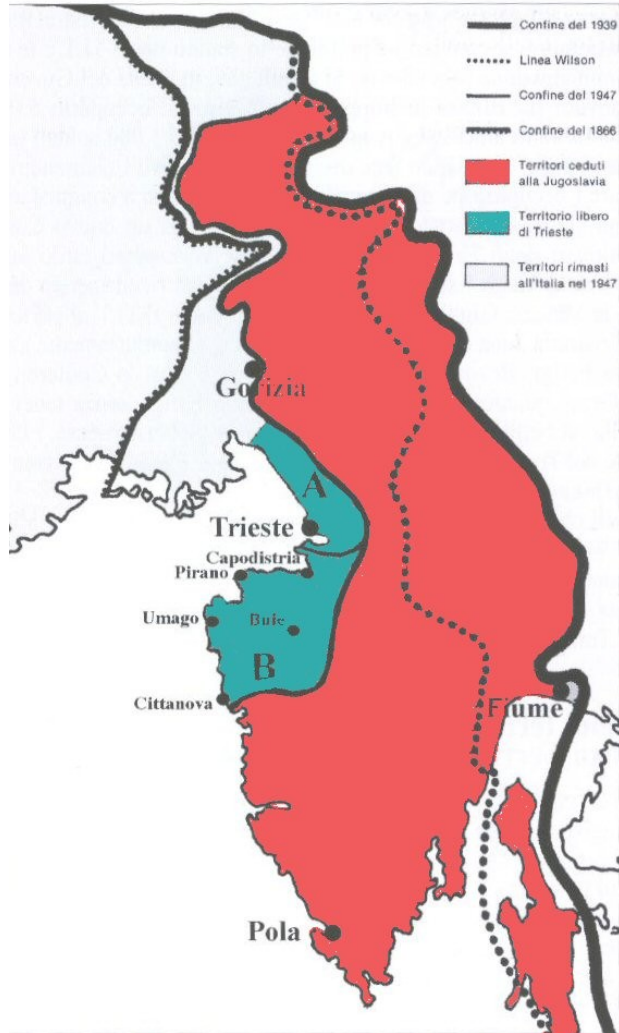 Confine del 1939
Linea Wilson
Confine del 1947
Confine del 1866
Territori ceduti
alla Jugoslavia
Territorio libero
di Trieste
Territori rimasti
all'Italia nel 1947
Gorizia
A
Trieste
Capodistria
Pirano
Umago
Buie
B
Cittanova
Fiume
Pola